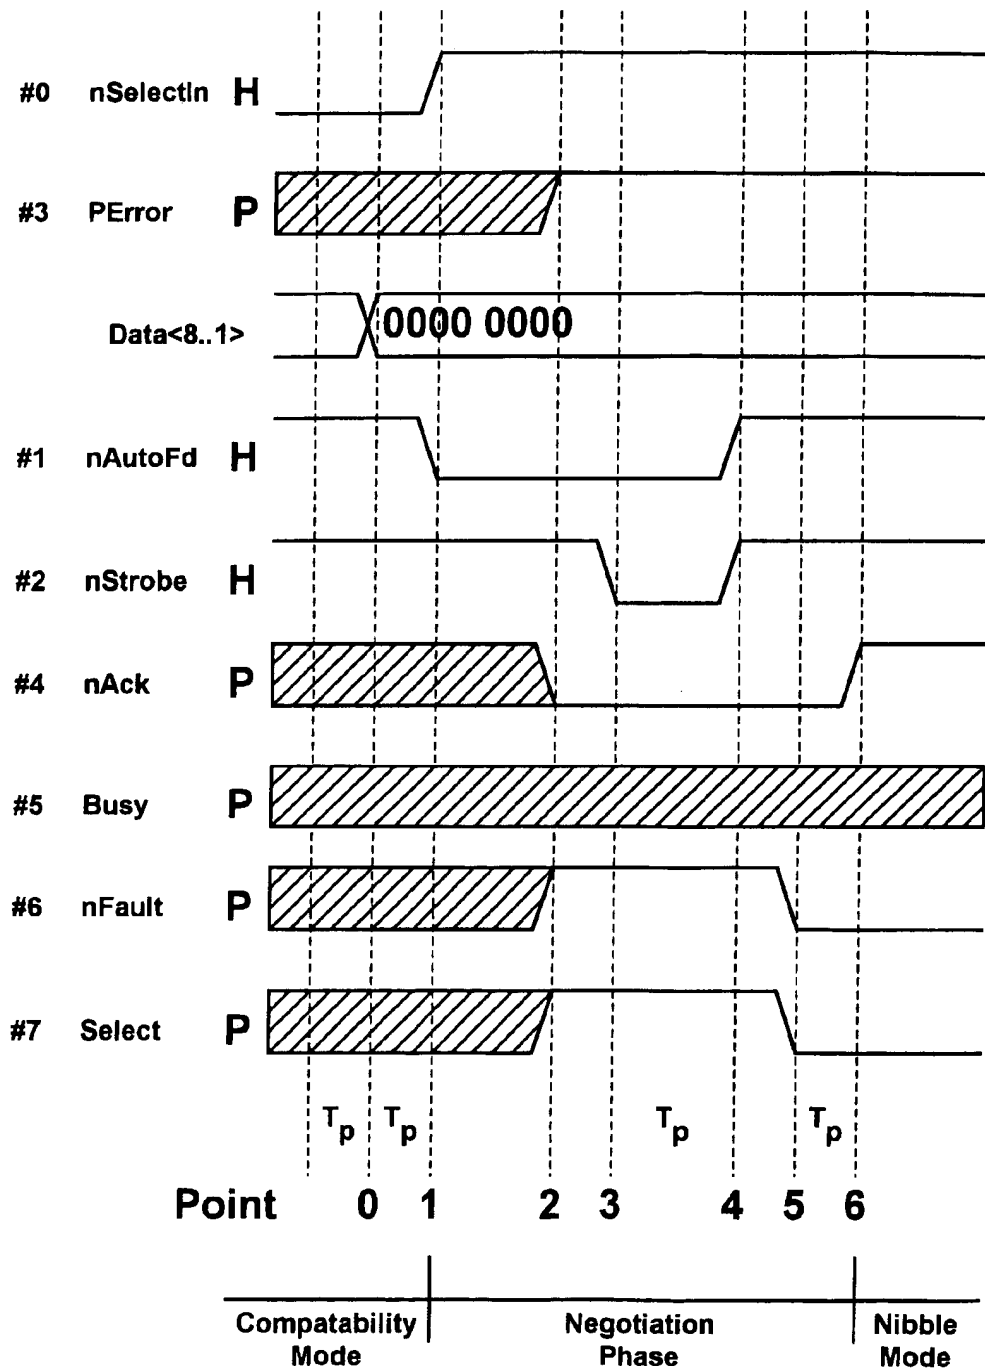 #0 nSelectIn H
#3 PError P
Data<8..1> 0000 0000
#1 nAutoFd H
#2 nStrobe H
#4 nAck P
#5 Busy P
#6 nFault P
#7 Select P
Tp Tp Tp Tp
Point 0 1 2 3 4 5 6
Compatability Mode
Negotiation Phase
Nibble Mode